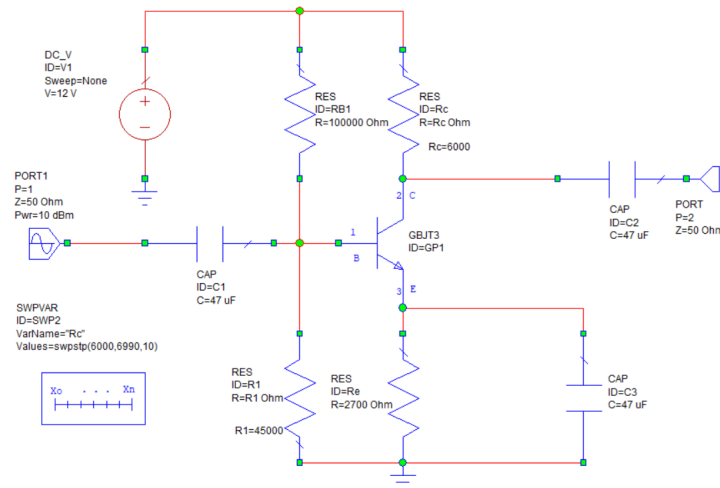 DC_V
ID=V1
Sweep=None
V=12 V
RES
ID=RB1
R=100000 Ohm
RES
ID=Rc
R=Rc Ohm
Rc=6000
PORT1
P=1
Z=50 Ohm
Pwr=10 dBm
CAP
ID=C1
C=47 uF
1
B
2
C
GBJT3
ID=GP1
3
E
CAP
ID=C2
C=47 uF
PORT
P=2
Z=50 Ohm
SWPVAR
ID=SWP2
VarName="Rc"
Values=swpstp(6000,6990,10)
Xo . . . Xn
RES
ID=R1
R=R1 Ohm
R1=45000
RES
ID=Re
R=2700 Ohm
CAP
ID=C3
C=47 uF